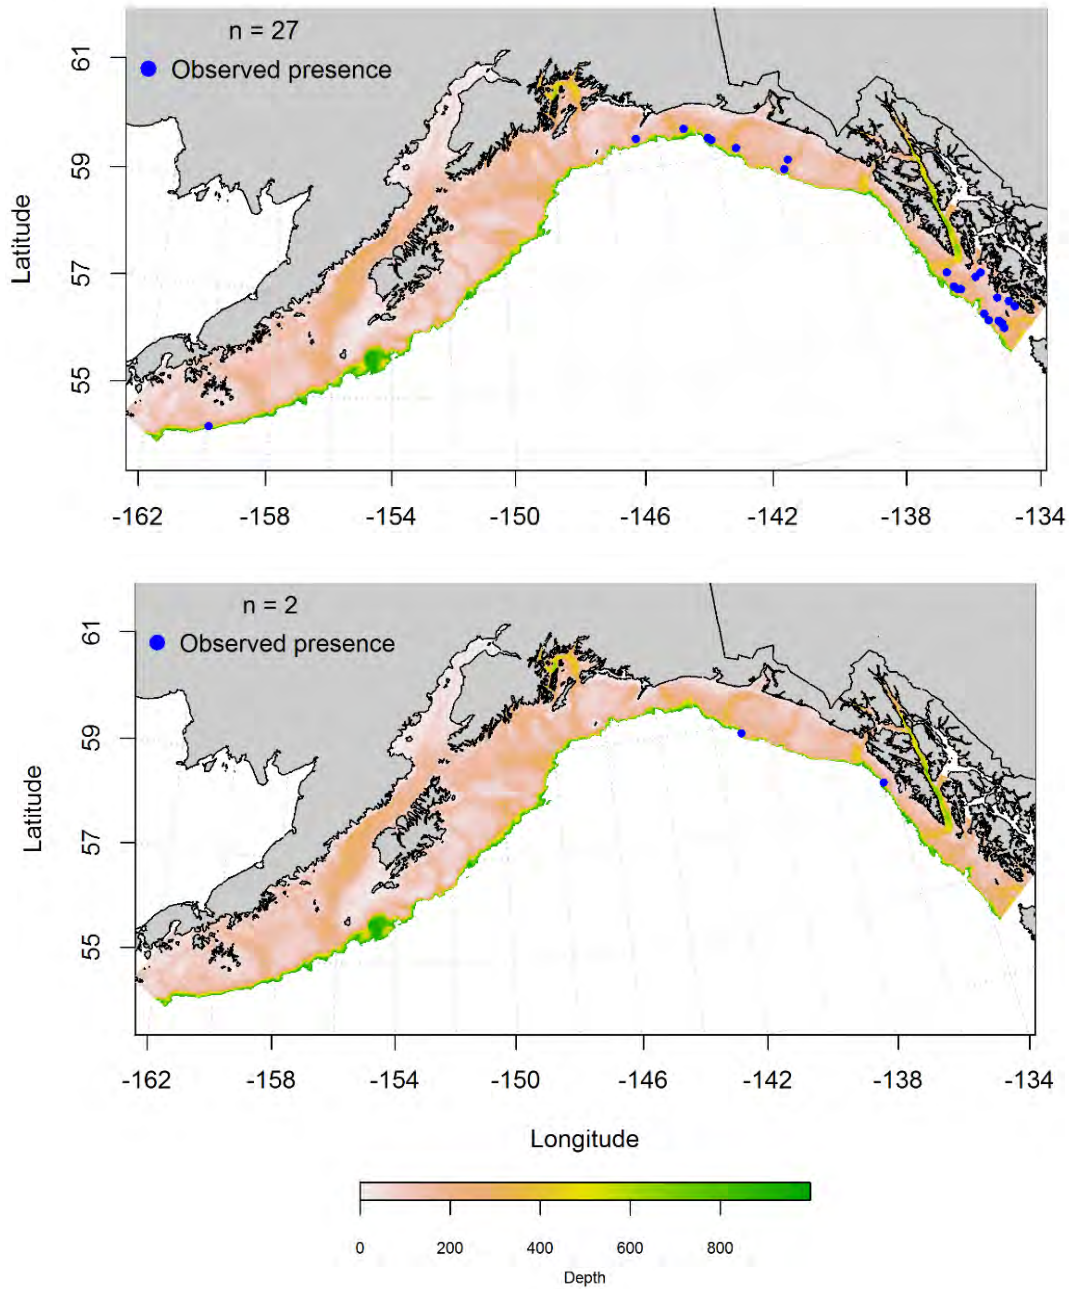 n = 27
Observed presence
61
59
57
55
Latitude
-162 -158 -154 -150 -146 -142 -138 -134
n = 2
Observed presence
61
59
57
55
Latitude
-162 -158 -154 -150 -146 -142 -138 -134
Longitude
0 200 400 600 800
Depth